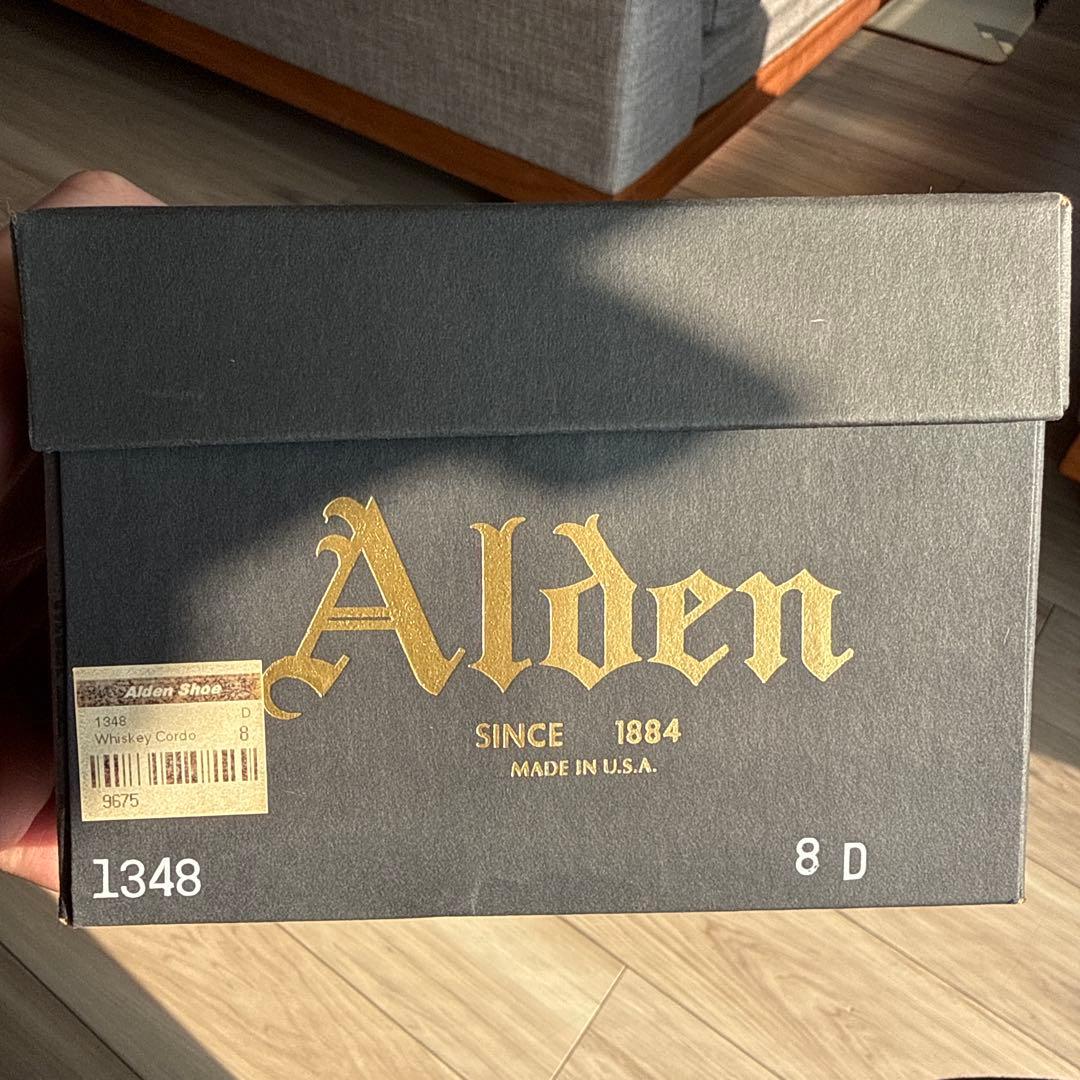 Alden
SINCE 1884
MADE IN U.S.A.
Alden Shoe
1348 D
Whiskey Cordo 8
9675
1348 8 D